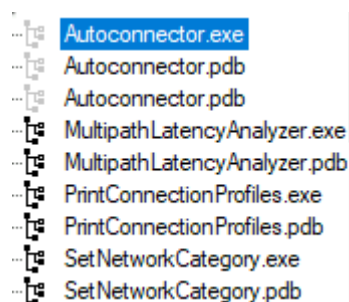 Autoconnector.exe
Autoconnector.pdb
Autoconnector.pdb
MultipathLatencyAnalyzer.exe
MultipathLatencyAnalyzer.pdb
PrintConnectionProfiles.exe
PrintConnectionProfiles.pdb
SetNetworkCategory.exe
SetNetworkCategory.pdb